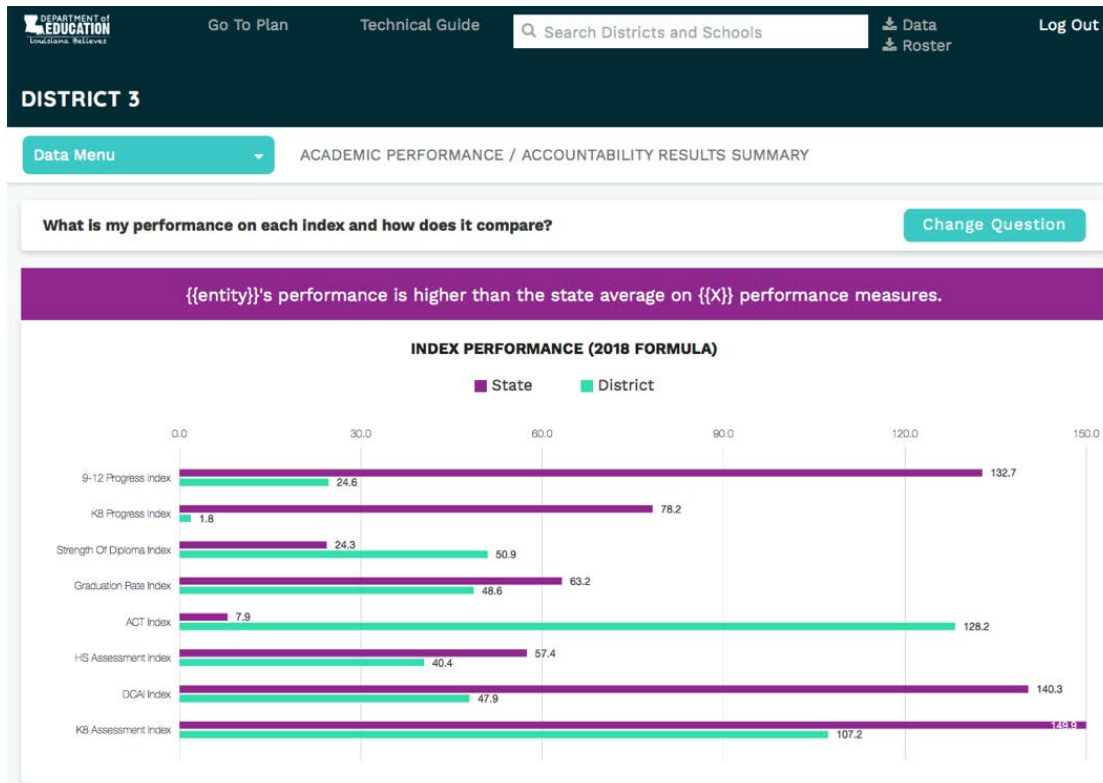 DEPARTMENT of
EDUCATION
Louisiana Believes
Go To Plan
Technical Guide
Search Districts and Schools
Data
Roster
Log Out
DISTRICT 3
Data Menu
ACADEMIC PERFORMANCE / ACCOUNTABILITY RESULTS SUMMARY
What is my performance on each index and how does it compare?
Change Question
{{entity}}'s performance is higher than the state average on {{X}} performance measures.
INDEX PERFORMANCE (2018 FORMULA)
State District
0.0 30.0 60.0 90.0 120.0 150.0
9-12 Progress Index 132.7
24.6
K8 Progress Index 78.2
1.8
Strength Of Diploma Index 24.3
50.9
Graduation Rate Index 63.2
48.6
ACT Index 7.9
128.2
HS Assessment Index 57.4
40.4
DCAI Index 140.3
47.9
K8 Assessment Index 149.9
107.2